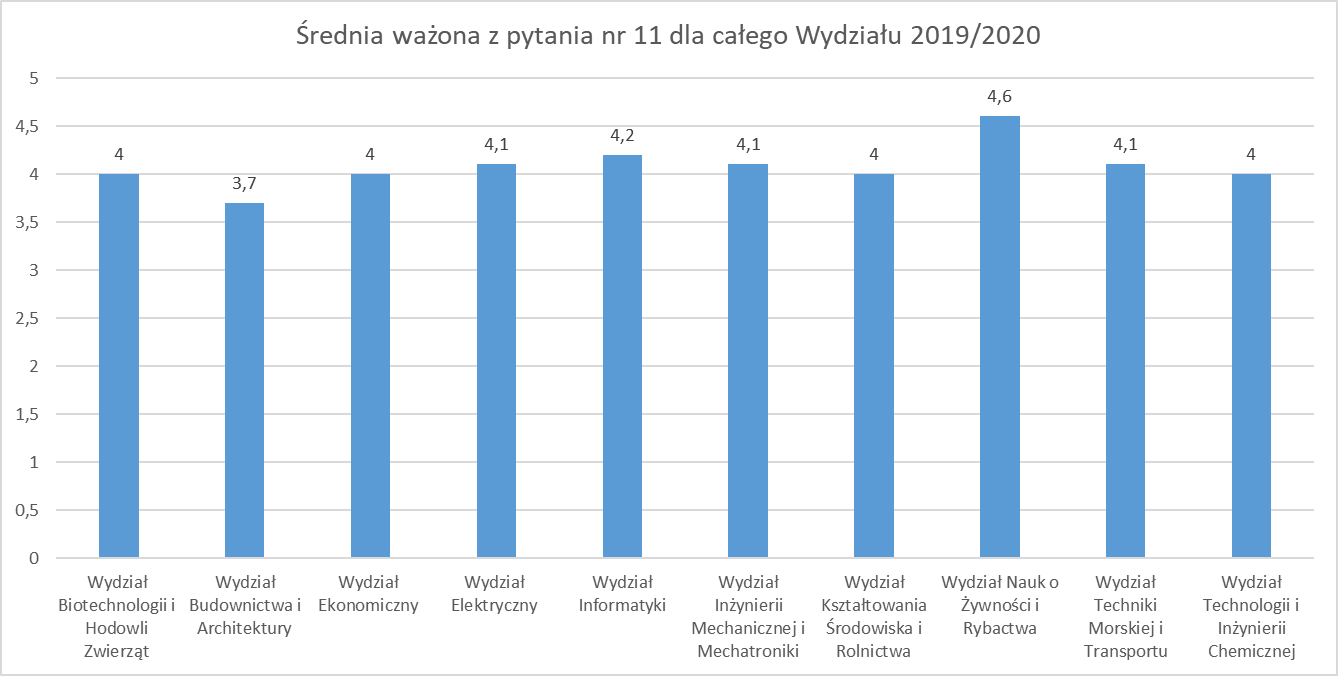 Średnia ważona z pytania nr 11 dla całego Wydziału 2019/2020
5
4,5
4
3,5
3
2,5
2
1,5
1
0,5
0
4
3,7
4
4,1
4,2
4,1
4
4,6
4,1
4
Wydział
Biotechnologii i
Hodowli
Zwierząt
Wydział
Budownictwa i
Architektury
Wydział
Ekonomiczny
Wydział
Elektryczny
Wydział
Informatyki
Wydział
Inżynierii
Mechanicznej i
Mechatroniki
Wydział
Kształtowania
Środowiska i
Rolnictwa
Wydział Nauk o
Żywności i
Rybactwa
Wydział
Techniki
Morskiej i
Transportu
Wydział
Technologii i
Inżynierii
Chemicznej